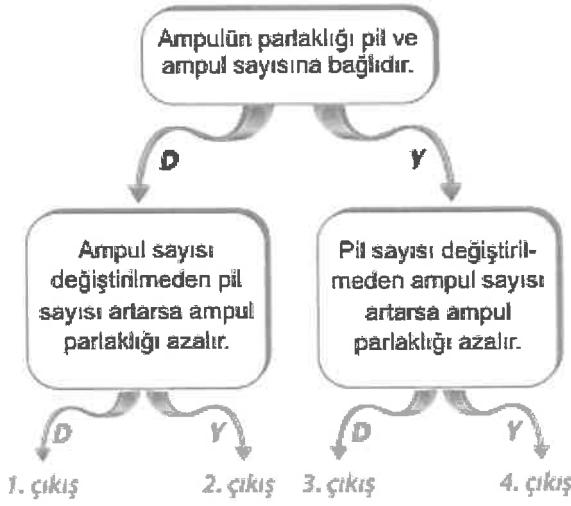 Ampulün parlaklığı pil ve
ampul sayısına bağlıdır.
D
Y
Ampul sayısı
değiştirilmeden pil
sayısı artarsa ampul
parlaklığı azalır.
Pil sayısı değiştiril-
meden ampul sayısı
artarsa ampul
parlaklığı azalır.
D
Y
D
Y
1. çıkış
2. çıkış
3. çıkış
4. çıkış